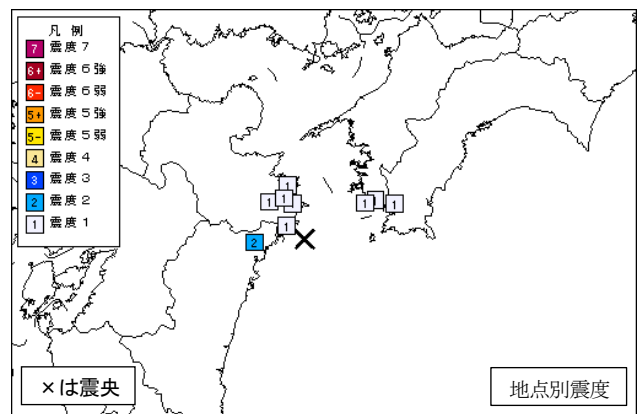 凡 例
7 震度７
6+ 震度６強
6- 震度６弱
5+ 震度５強
5- 震度５弱
4 震度４
3 震度３
2 震度２
1 震度１
1
1
1
1
1
1
2
×は震央
地点別震度